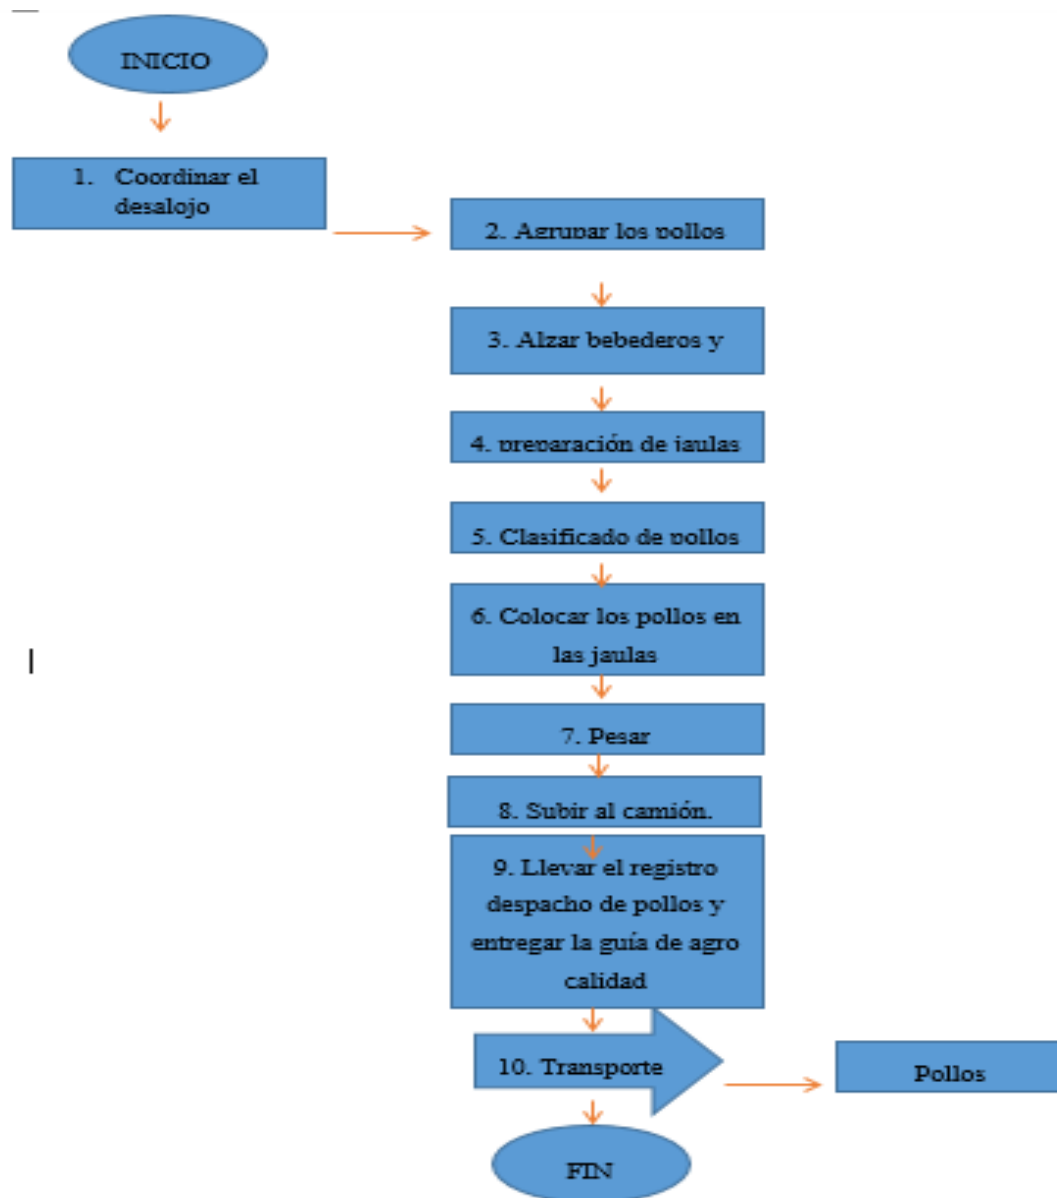 INICIO
1. Coordinar el
desalojo
2. Agrupar los pollos
3. Alzar bebederos y
4. preparación de jaulas
5. Clasificado de pollos
6. Colocar los pollos en
las jaulas
7. Pesar
8. Subir al camión.
9. Llevar el registro
despacho de pollos y
entregar la guía de agro
calidad
10. Transporte
Pollos
FIN